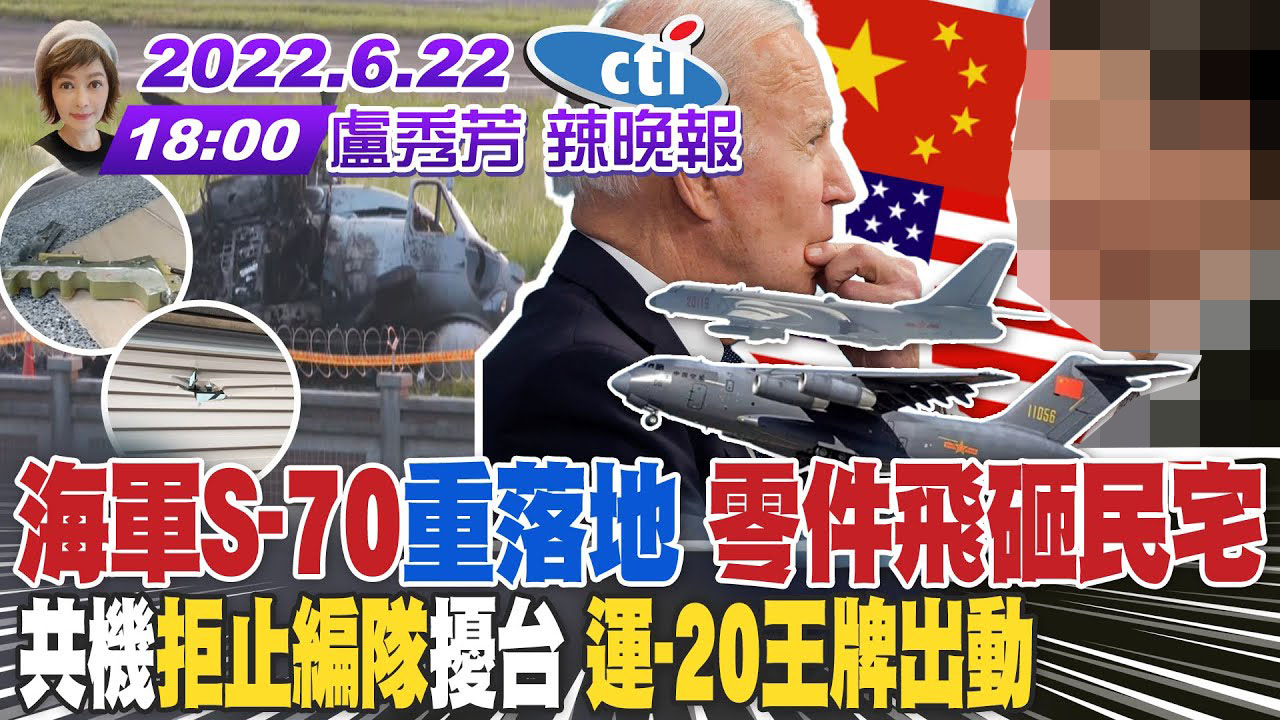 2022.6.22
cti
18:00
盧秀芳 辣晚報
11056
海軍S-70重落地 零件飛砸民宅
共機拒止編隊擾台 運-20王牌出動